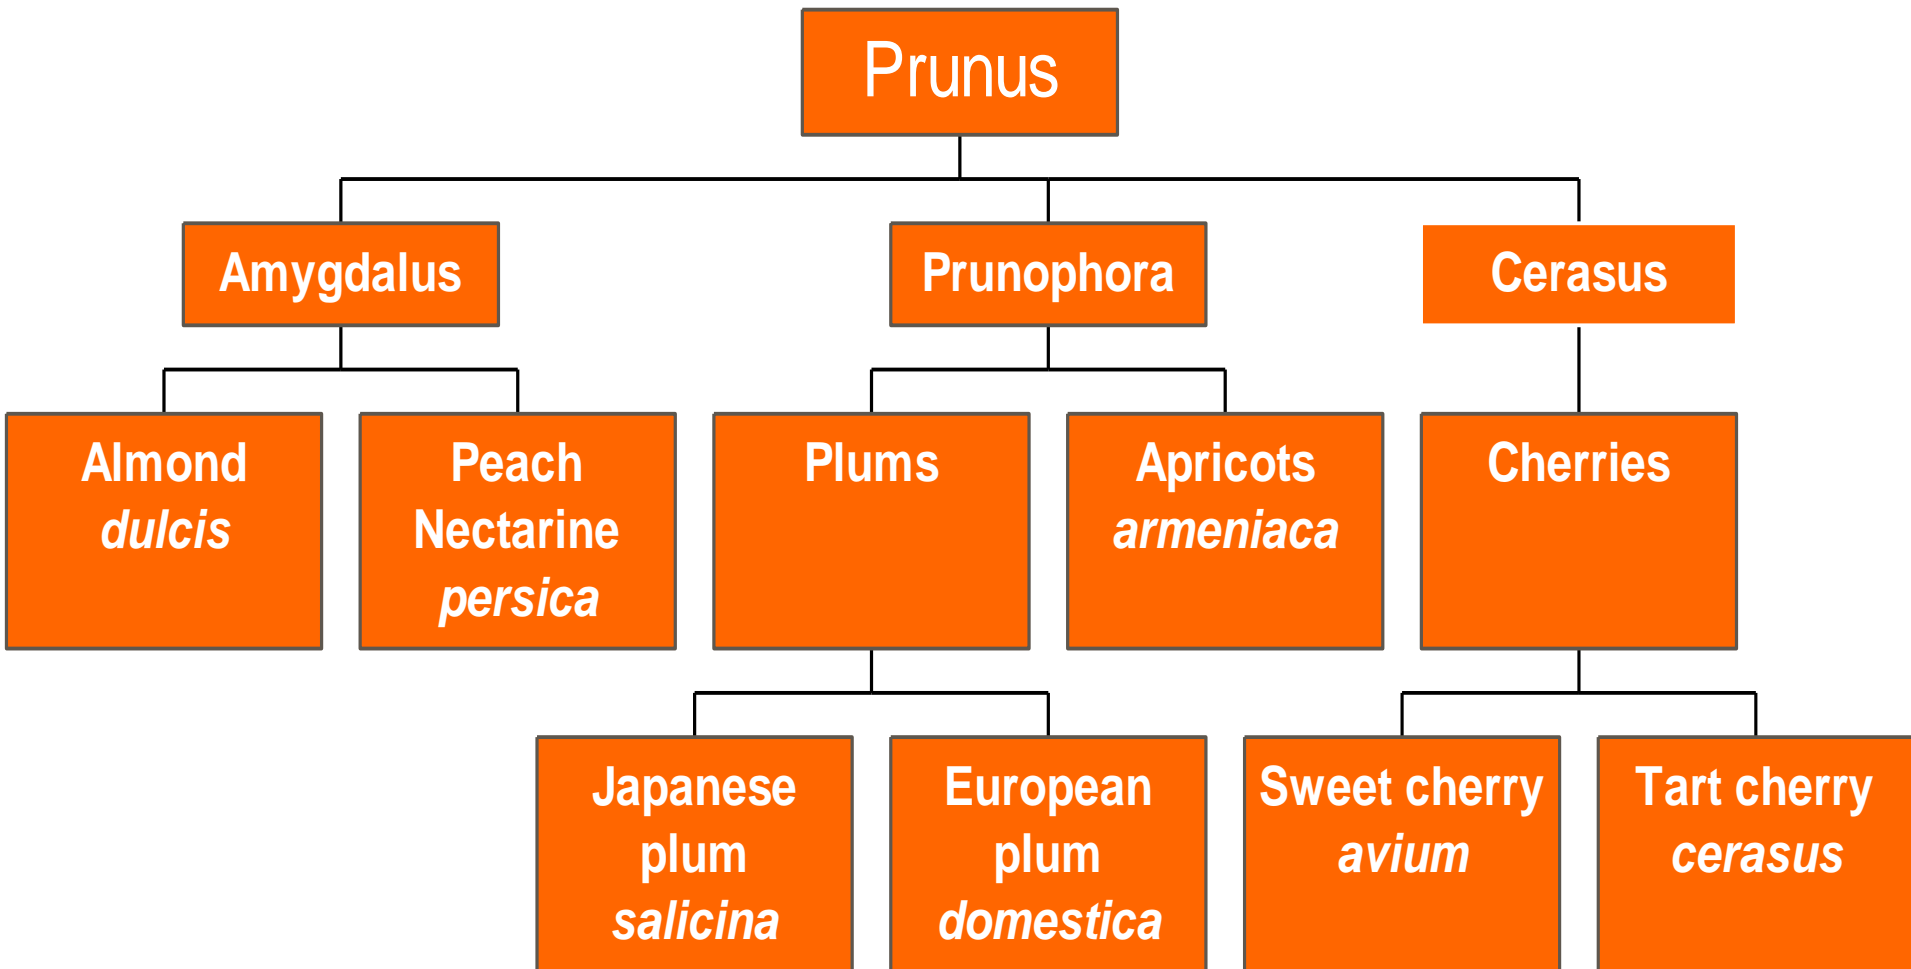 Prunus
Amygdalus
Prunophora
Cerasus
Almond
dulcis
Peach
Nectarine
persica
Plums
Apricots
armeniaca
Cherries
Japanese
plum
salicina
European
plum
domestica
Sweet cherry
avium
Tart cherry
cerasus